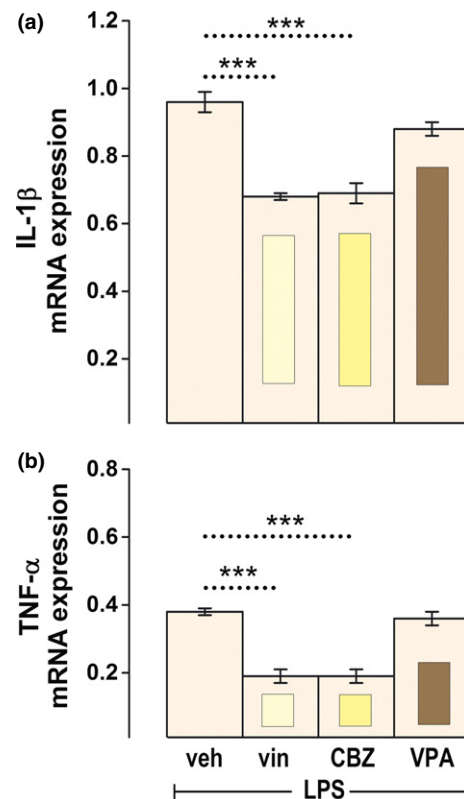 (a)
1.2
1.0
0.8
0.6
0.4
0.2
IL-1β
mRNA expression
***
***
(b)
0.8
0.6
0.4
0.2
TNF-α
mRNA expression
***
***
veh vin CBZ VPA
LPS